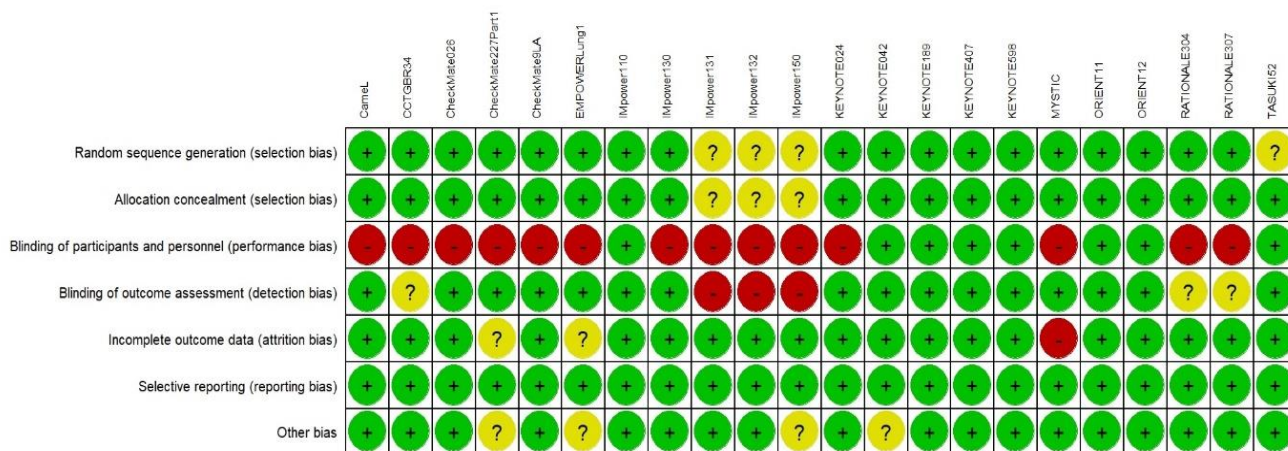 CameL
CCTGBR34
CheckMate026
CheckMate227Part1
CheckMate9LA
EMPOWERLung1
IMpower110
IMpower130
IMpower131
IMpower132
IMpower150
KEYNOTE024
KEYNOTE042
KEYNOTE189
KEYNOTE407
KEYNOTE598
MYSTIC
ORIENT11
ORIENT12
RATIONALE304
RATIONALE307
TASUKI52
Random sequence generation (selection bias) + + + + + + + + ? ? ? + + + + + + + + + + ?
Allocation concealment (selection bias) + + + + + + + + ? ? ? + + + + + + + + + + +
Blinding of participants and personnel (performance bias) - - - - - - + - - - - - + + + + - + + - - +
Blinding of outcome assessment (detection bias) + ? + + + + + + - - - + + + + + + + + ? ? +
Incomplete outcome data (attrition bias) + + + ? + ? + + + + + + + + + + - + + + + +
Selective reporting (reporting bias) + + + + + + + + + + + + + + + + + + + + + +
Other bias + + + ? + ? + + + + ? + ? + + + + + + + + +